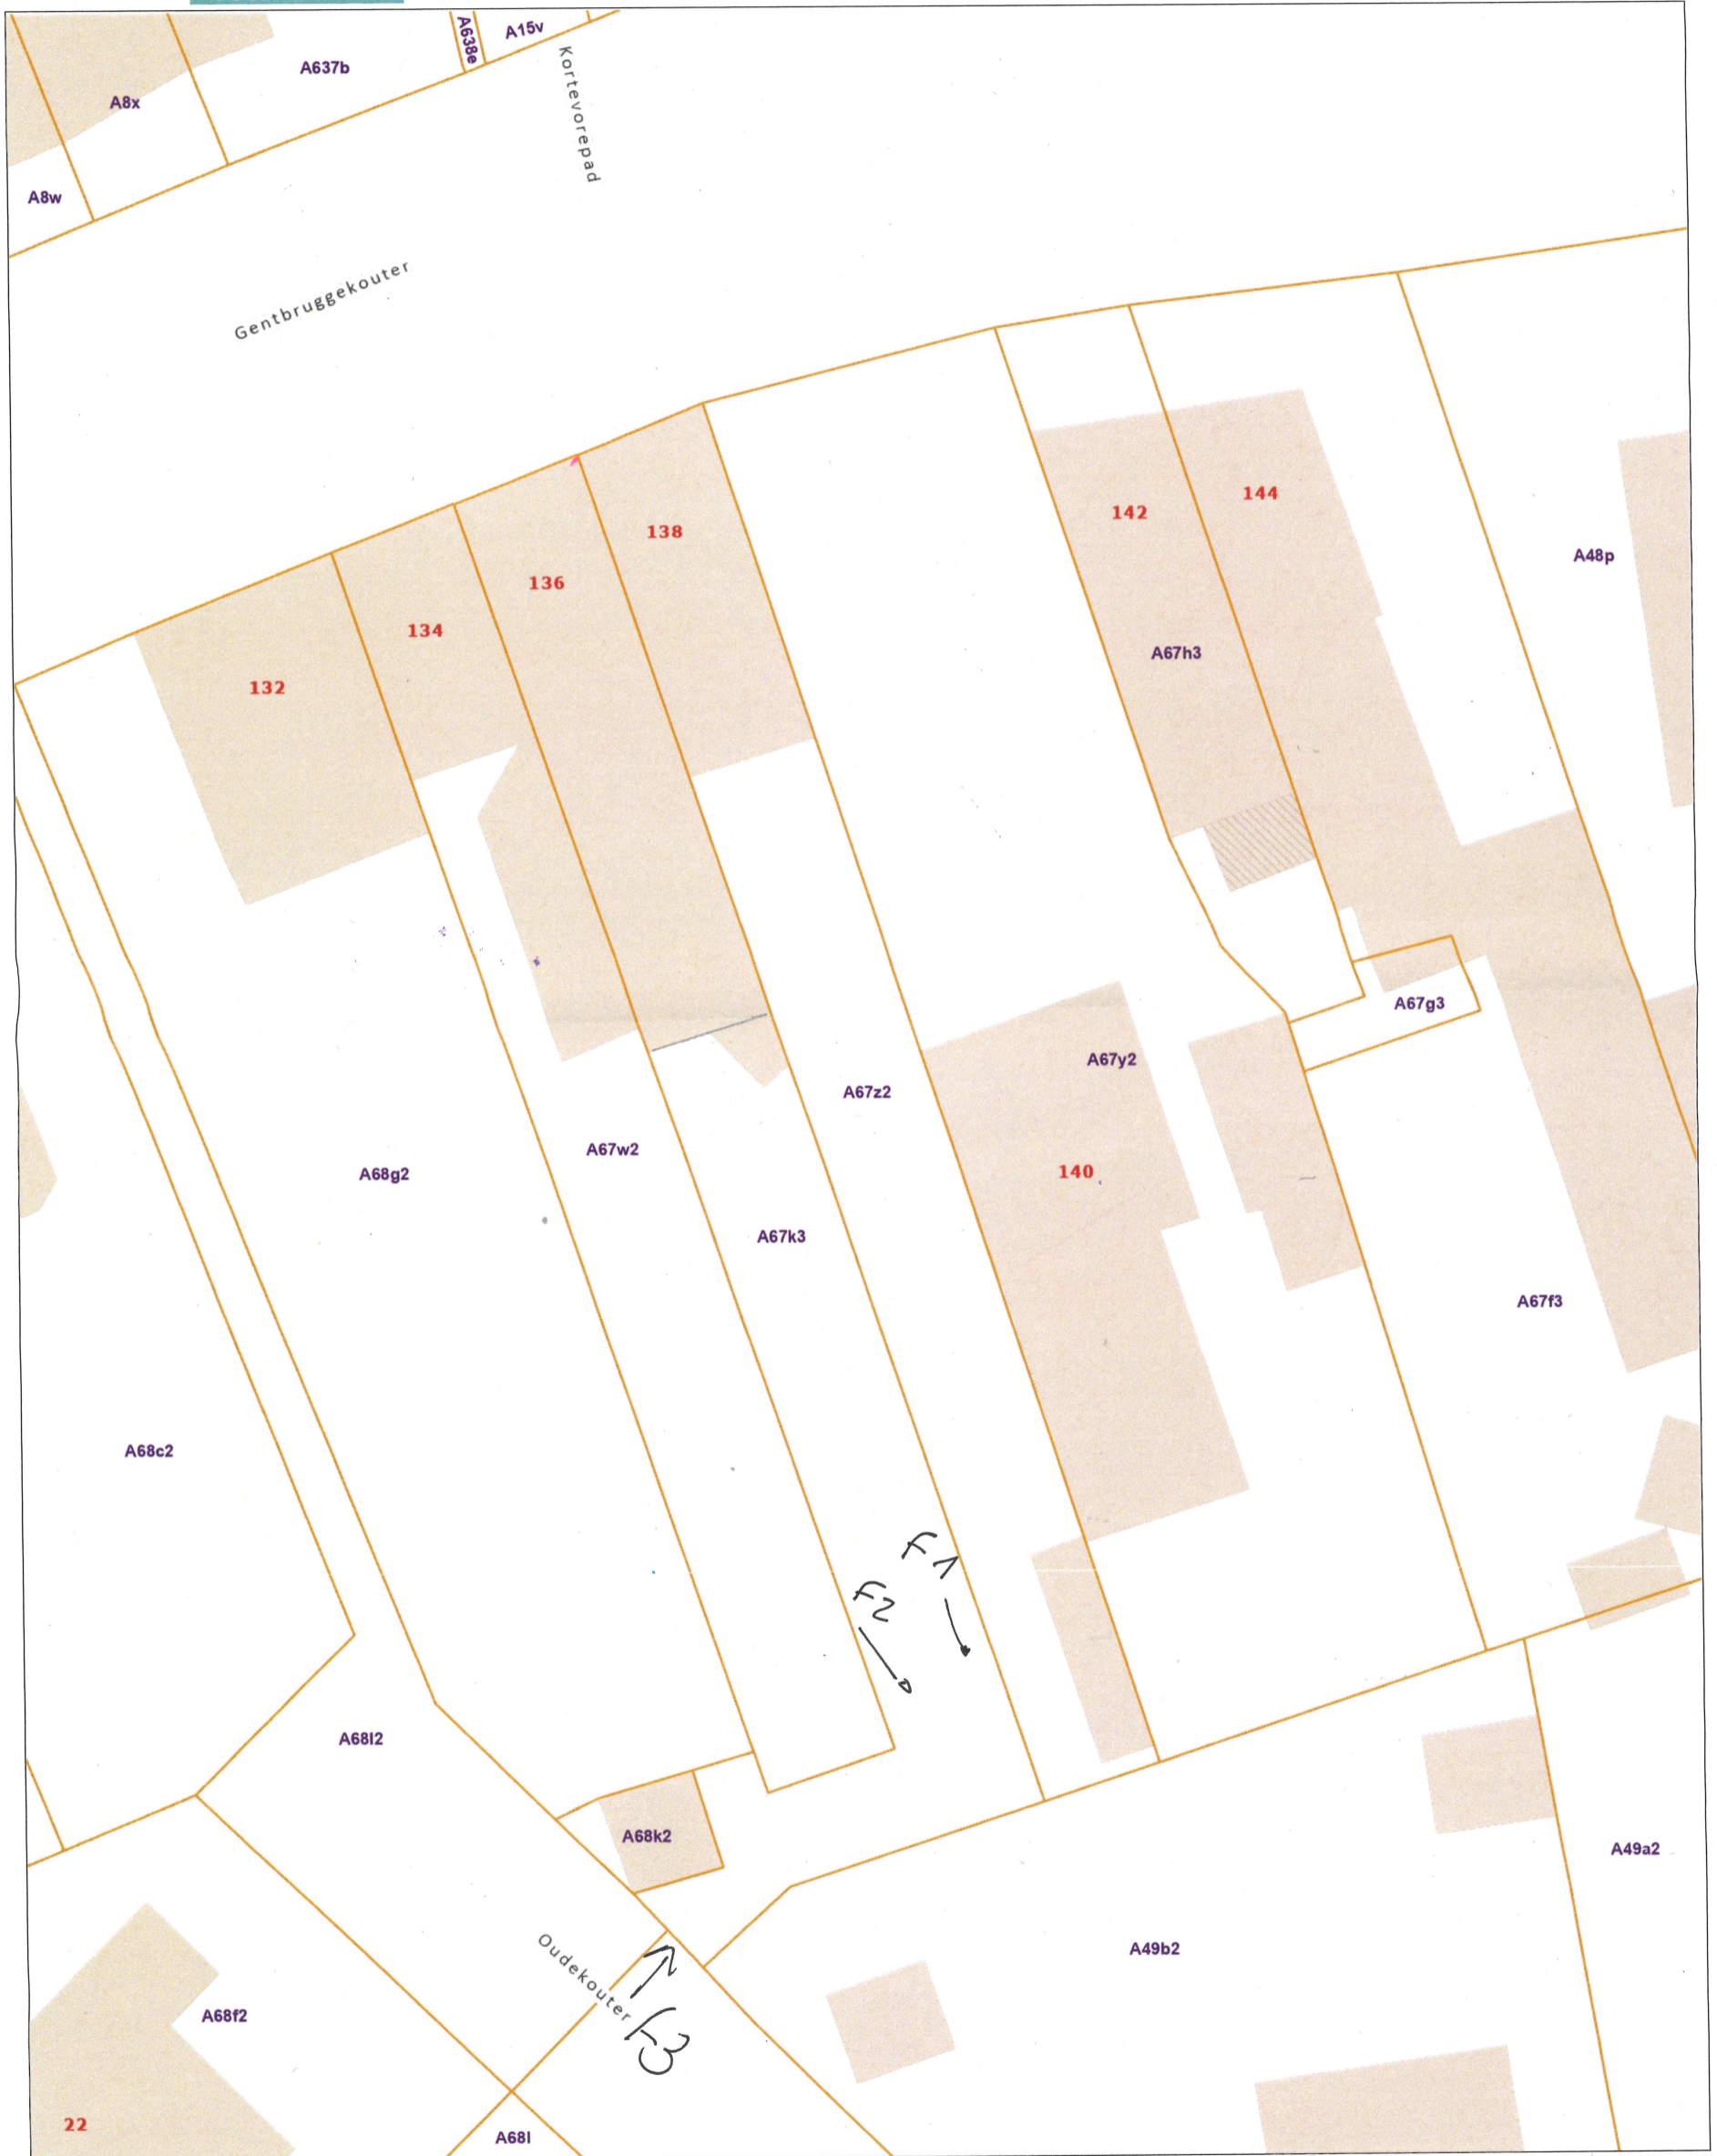 A638e
A15v
A637b
A8x
Kortevorepad
A8w
Gentbruggekouter
144
142
138
A48p
136
134
A67h3
132
A67g3
A67y2
A67z2
A67w2
140
A68g2
A67k3
A67f3
A68c2
F1
F2
A68l2
A68k2
A49a2
A49b2
Oudekouter
A68f2
F3
22
A68l